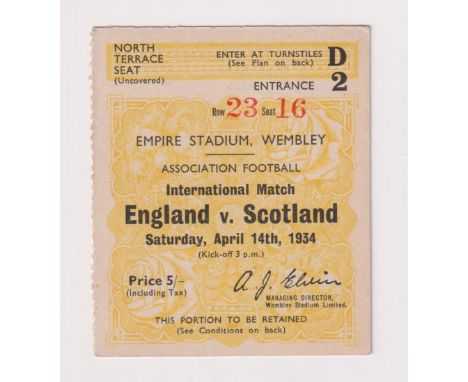 NORTH TERRACE SEAT
(Uncovered)
ENTER AT TURNSTILES
(See Plan on back)
D
ENTRANCE 2
Row 23 Seat 16
EMPIRE STADIUM, WEMBLEY
ASSOCIATION FOOTBALL
International Match
England v. Scotland
Saturday, April 14th, 1934
(Kick-off 3 p.m.)
Price 5/-
(Including Tax)
A. J. Elvin
MANAGING DIRECTOR,
Wembley Stadium Limited.
THIS PORTION TO BE RETAINED
(See Conditions on back)